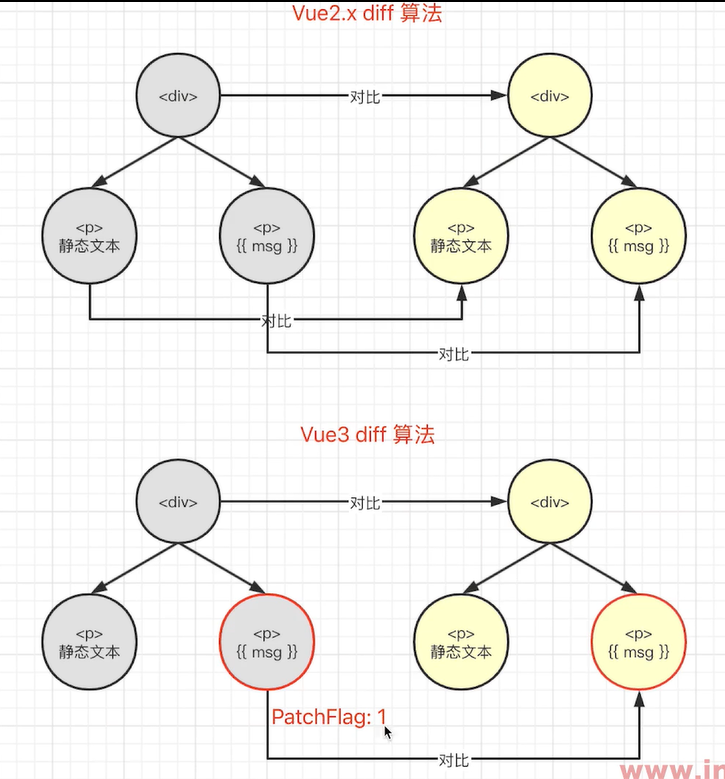 Vue2.x diff 算法
<div>
对比
<div>
<p>
静态文本
<p>
{{ msg }}
<p>
静态文本
<p>
{{ msg }}
对比
对比
Vue3 diff 算法
<div>
对比
<div>
<p>
静态文本
<p>
{{ msg }}
<p>
静态文本
<p>
{{ msg }}
PatchFlag: 1
对比